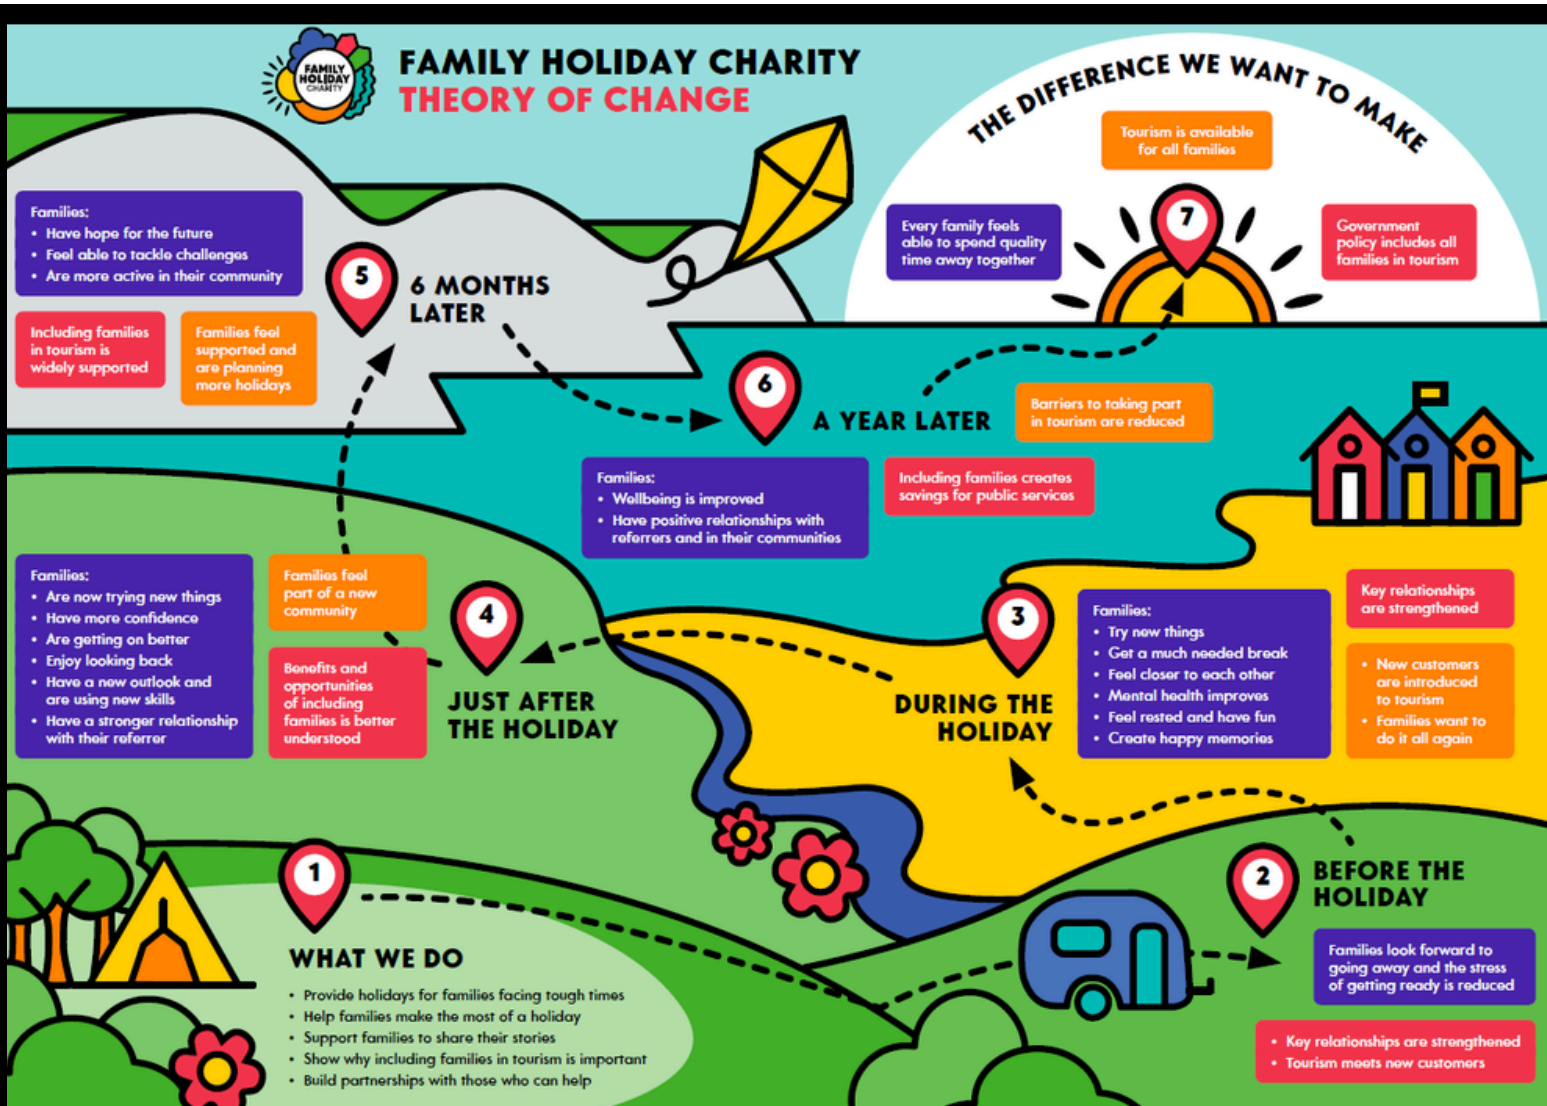 FAMILY
HOLIDAY
CHARITY
FAMILY HOLIDAY CHARITY
THEORY OF CHANGE
THE DIFFERENCE WE WANT TO MAKE
Tourism is available
for all families
7
Every family feels
able to spend quality
time away together
Government
policy includes all
families in tourism
Families:
• Have hope for the future
• Feel able to tackle challenges
• Are more active in their community
5
6 MONTHS
LATER
Including families
in tourism is
widely supported
Families feel
supported and
are planning
more holidays
6
A YEAR LATER
Barriers to taking part
in tourism are reduced
Families:
• Wellbeing is improved
• Have positive relationships with
referrers and in their communities
Including families creates
savings for public services
Families:
• Are now trying new things
• Have more confidence
• Are getting on better
• Enjoy looking back
• Have a new outlook and
are using new skills
• Have a stronger relationship
with their referrer
Families feel
part of a new
community
Benefits and
opportunities
of including
families is better
understood
4
JUST AFTER
THE HOLIDAY
3
DURING THE
HOLIDAY
Families:
• Try new things
• Get a much needed break
• Feel closer to each other
• Mental health improves
• Feel rested and have fun
• Create happy memories
Key relationships
are strengthened
• New customers
are introduced
to tourism
• Families want to
do it all again
1
WHAT WE DO
• Provide holidays for families facing tough times
• Help families make the most of a holiday
• Support families to share their stories
• Show why including families in tourism is important
• Build partnerships with those who can help
2
BEFORE THE
HOLIDAY
Families look forward to
going away and the stress
of getting ready is reduced
• Key relationships are strengthened
• Tourism meets new customers